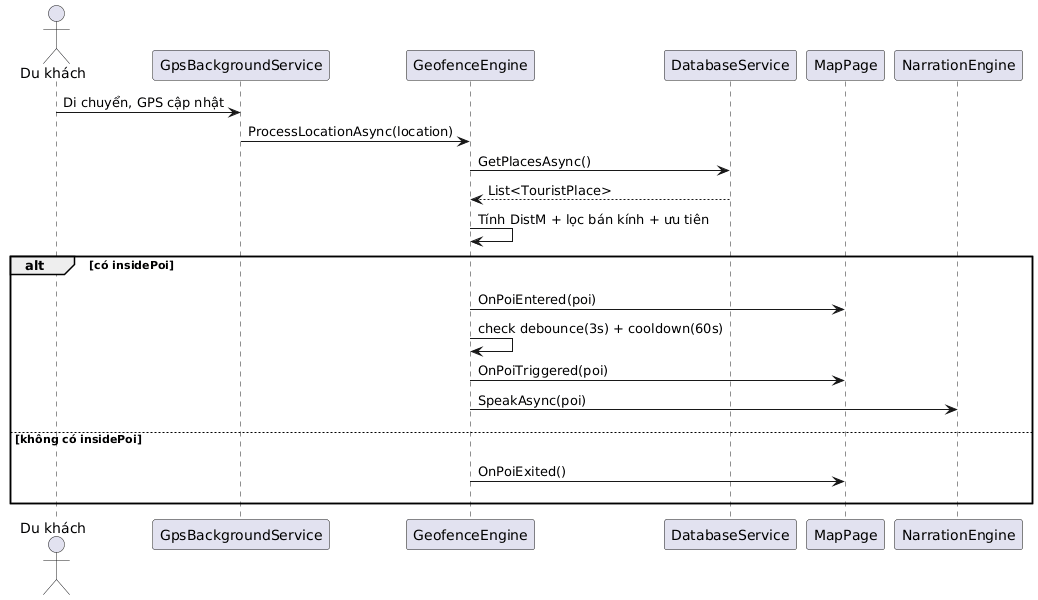 Du khách
GpsBackgroundService
GeofenceEngine
DatabaseService
MapPage
NarrationEngine
Di chuyển, GPS cập nhật
ProcessLocationAsync(location)
GetPlacesAsync()
List<TouristPlace>
Tính DistM + lọc bán kính + ưu tiên
alt
[có insidePoi]
OnPoiEntered(poi)
check debounce(3s) + cooldown(60s)
OnPoiTriggered(poi)
SpeakAsync(poi)
[không có insidePoi]
OnPoiExited()
Du khách
GpsBackgroundService
GeofenceEngine
DatabaseService
MapPage
NarrationEngine